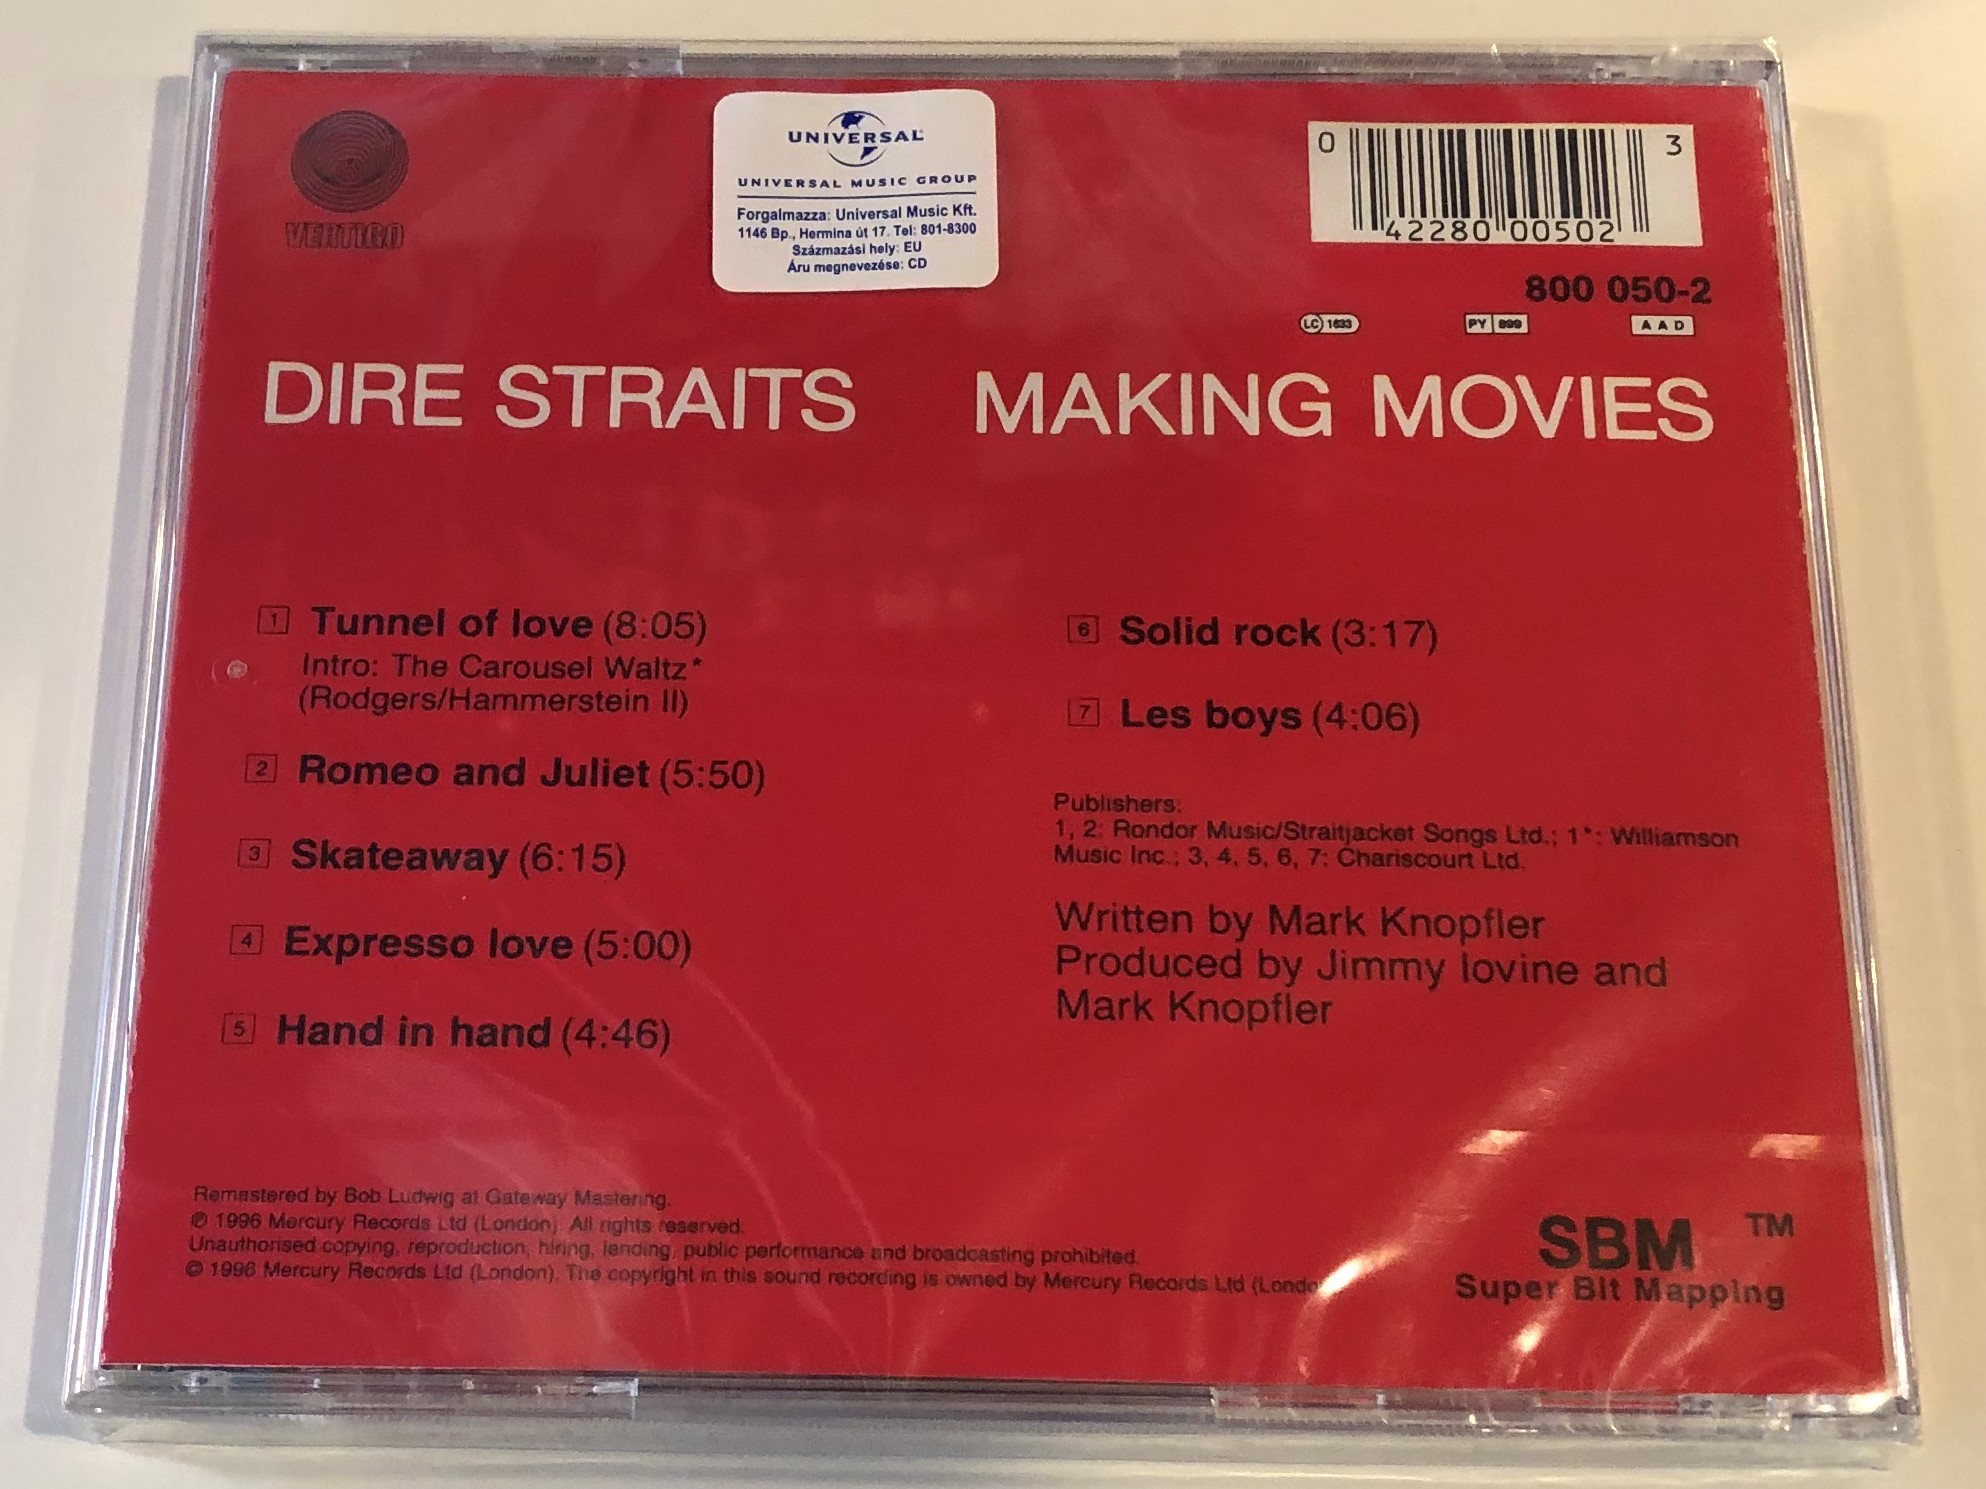 VERTIGO
UNIVERSAL
UNIVERSAL MUSIC GROUP
Forgalmazza: Universal Music Kft.
1146 Bp., Hermina út 17. Tel: 801-8300
Százmazási hely: EU
Áru megnevezése: CD
0 42280 00502 3
800 050-2
LC 1633 PY 899 AAD
DIRE STRAITS MAKING MOVIES
1 Tunnel of love (8:05)
Intro: The Carousel Waltz*
(Rodgers/Hammerstein II)
2 Romeo and Juliet (5:50)
3 Skateaway (6:15)
4 Expresso love (5:00)
5 Hand in hand (4:46)
6 Solid rock (3:17)
7 Les boys (4:06)
Publishers:
1, 2: Rondor Music/Straitjacket Songs Ltd.; 1*: Williamson
Music Inc.; 3, 4, 5, 6, 7: Chariscourt Ltd.
Written by Mark Knopfler
Produced by Jimmy Iovine and
Mark Knopfler
Remastered by Bob Ludwig at Gateway Mastering.
℗ 1996 Mercury Records Ltd (London). All rights reserved.
Unauthorised copying, reproduction, hiring, lending, public performance and broadcasting prohibited.
© 1996 Mercury Records Ltd (London). The copyright in this sound recording is owned by Mercury Records Ltd (Londo
SBM TM
Super Bit Mapping